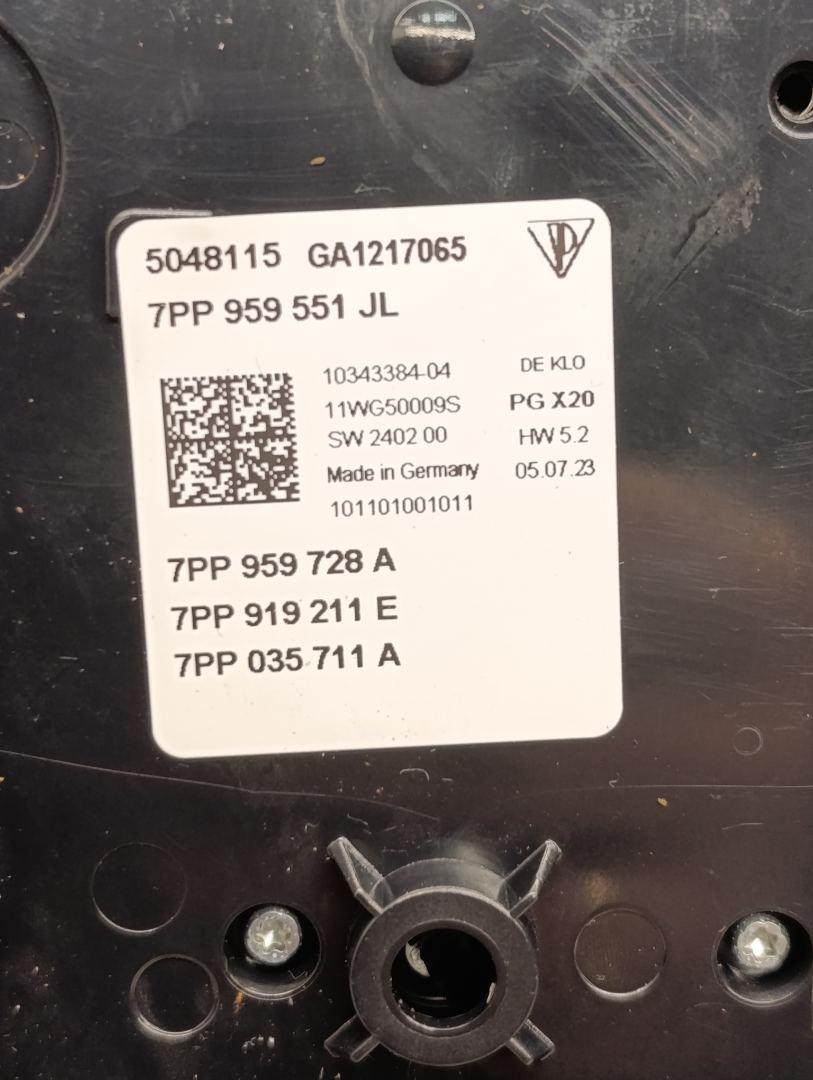 5048115 GA1217065
7PP 959 551 JL
10343384-04 DE KLO
11WG50009S PG X20
SW 2402 00 HW 5.2
Made in Germany 05.07.23
101101001011
7PP 959 728 A
7PP 919 211 E
7PP 035 711 A